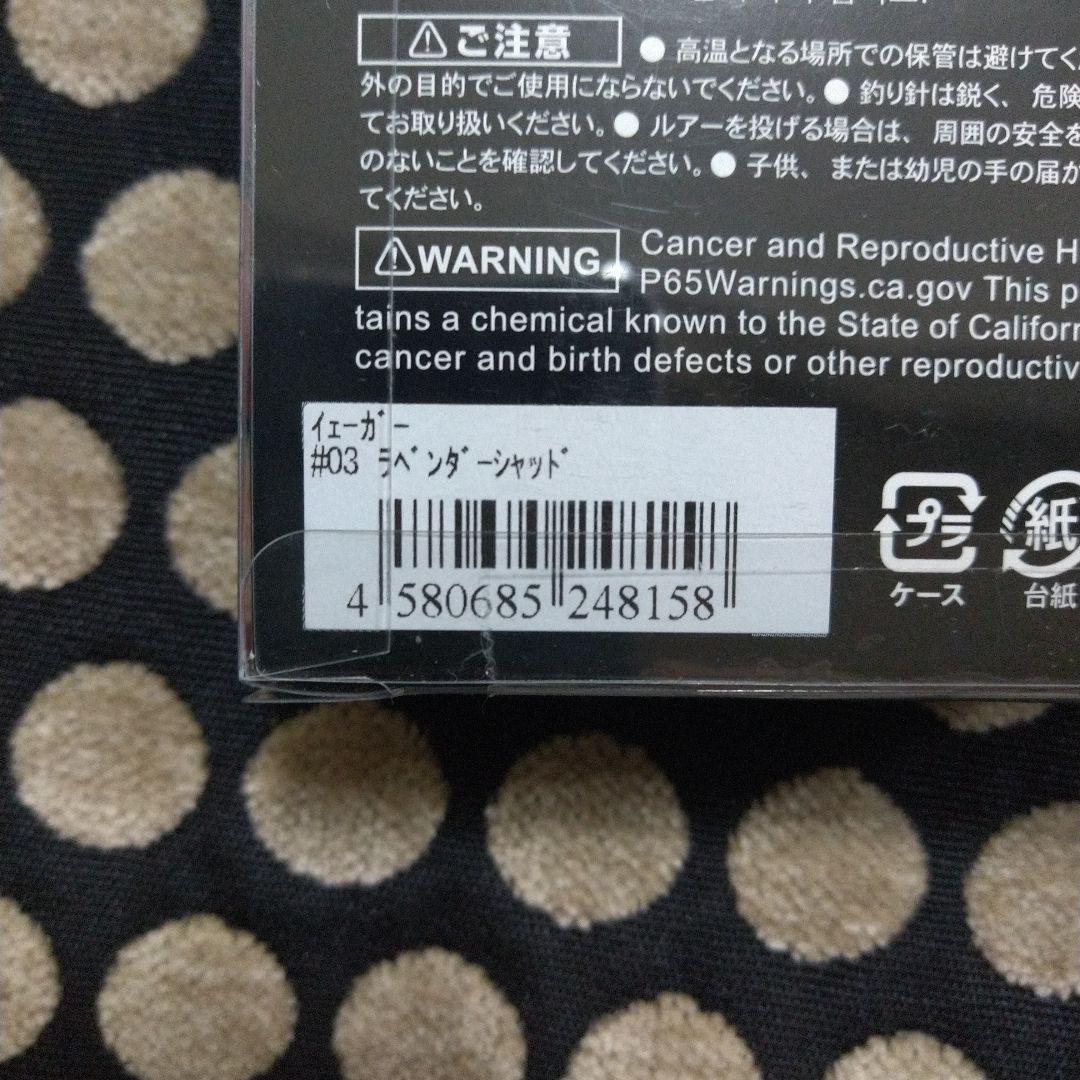 ⚠ご注意
● 高温となる場所での保管は避けてく
外の目的でご使用にならないでください。● 釣り針は鋭く、危険
てお取り扱いください。● ルアーを投げる場合は、周囲の安全を
のないことを確認してください。● 子供、または幼児の手の届か
てください。
⚠WARNING
Cancer and Reproductive H
P65Warnings.ca.gov This p
tains a chemical known to the State of Californ
cancer and birth defects or other reproductiv
ｲｪｰｶﾞｰ
#03 ﾗﾍﾞﾝﾀﾞｰｼｬｯﾄﾞ
4 580685 248158
プラ
ケース
紙
台紙